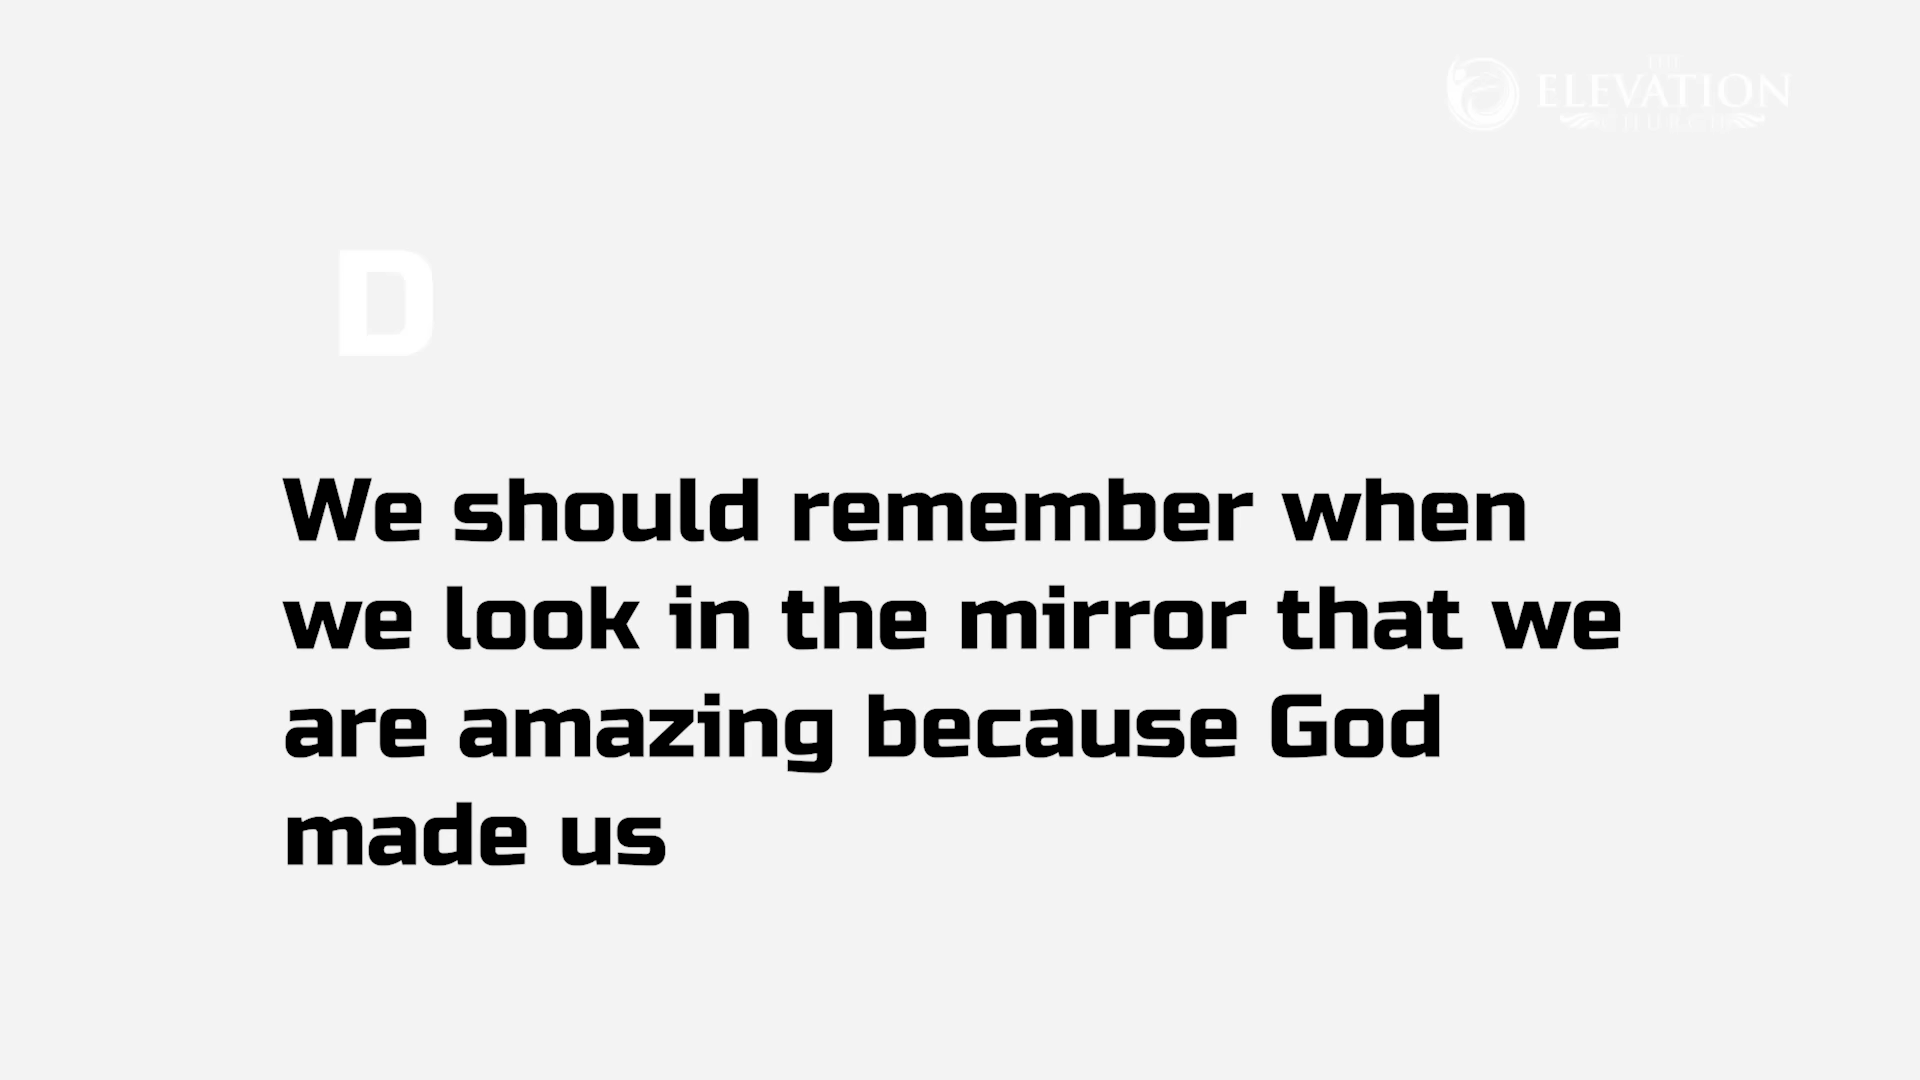 THE
ELEVATION
CHURCH
D
We should remember when
we look in the mirror that we
are amazing because God
made us